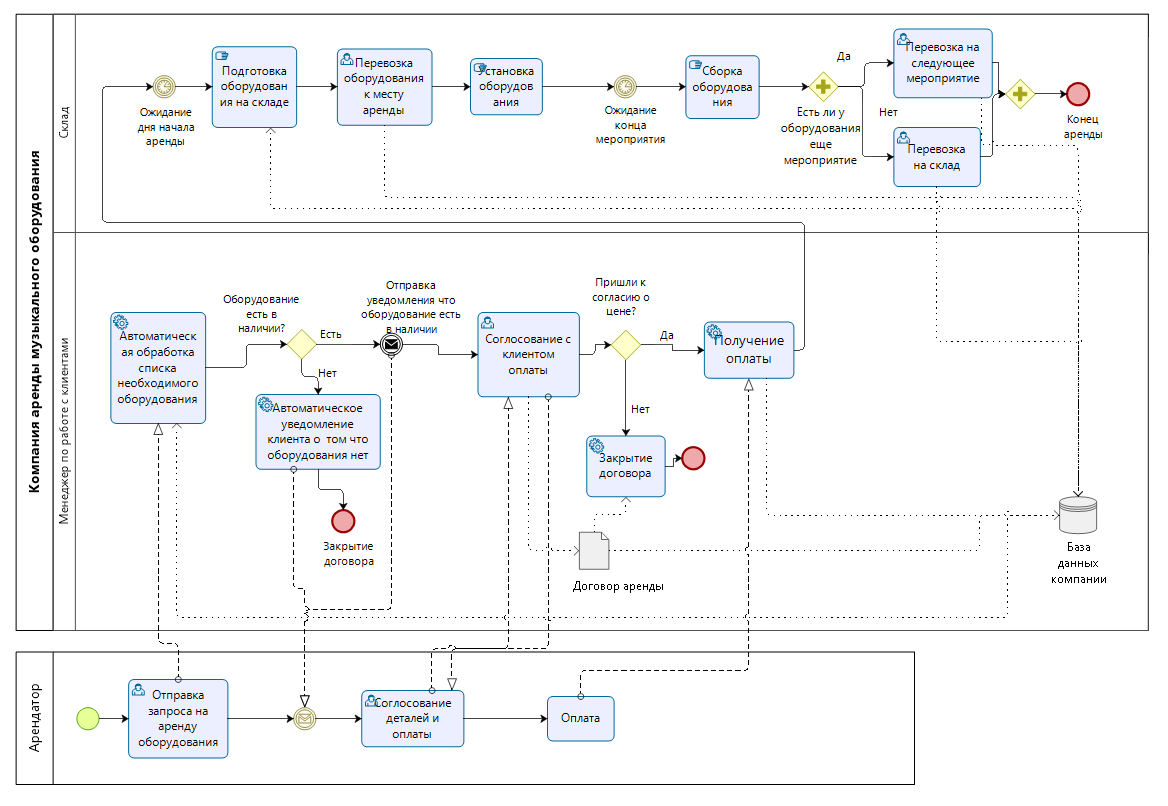 Компания аренды музыкального оборудования
Склад
Ожидание
дня начала
аренды
Подготовка
оборудован
ия на складе
Перевозка
оборудования
к месту
аренды
Установка
оборудов
ания
Ожидание
конца
мероприятия
Сборка
оборудова
ния
Есть ли у
оборудования
еще
мероприятие
Да
Нет
Перевозка на
следующее
мероприятие
Перевозка
на склад
Конец
аренды
Менеджер по работе с клиентами
Автоматическ
ая обработка
списка
необходимого
оборудования
Оборудование
есть в
наличии?
Есть
Нет
Автоматическое
уведомление
клиента о том что
оборудования нет
Закрытие
договора
Отправка
уведомления что
оборудование есть
в наличии
Соглосование с
клиентом
оплаты
Пришли к
согласию о
цене?
Да
Нет
Получение
оплаты
Закрытие
договора
Договор аренды
База
данных
компании
Арендатор
Отправка
запроса на
аренду
оборудования
Соглосование
деталей и
оплаты
Оплата